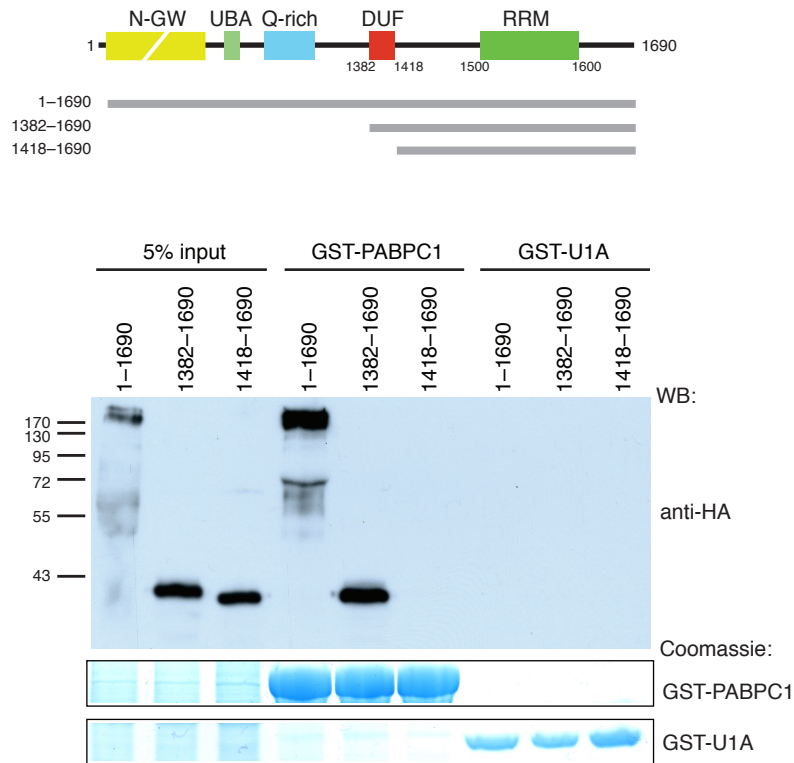 N-GW UBA Q-rich DUF RRM
1 1690
1382 1418 1500 1600
1–1690
1382–1690
1418–1690
5% input GST-PABPC1 GST-U1A
1–1690 1382–1690 1418–1690 1–1690 1382–1690 1418–1690 1–1690 1382–1690 1418–1690
WB:
170
130
95
72
55
43
anti-HA
Coomassie:
GST-PABPC1
GST-U1A